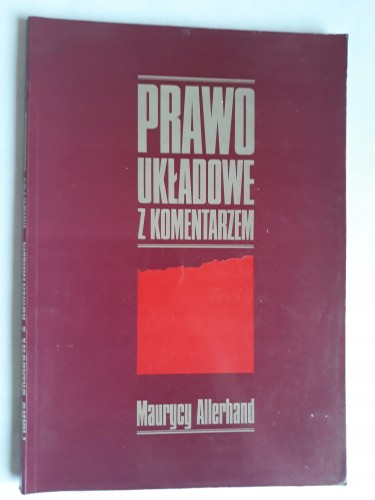 PRAWO
UKŁADOWE
Z KOMENTARZEM
Maurycy Allerhand